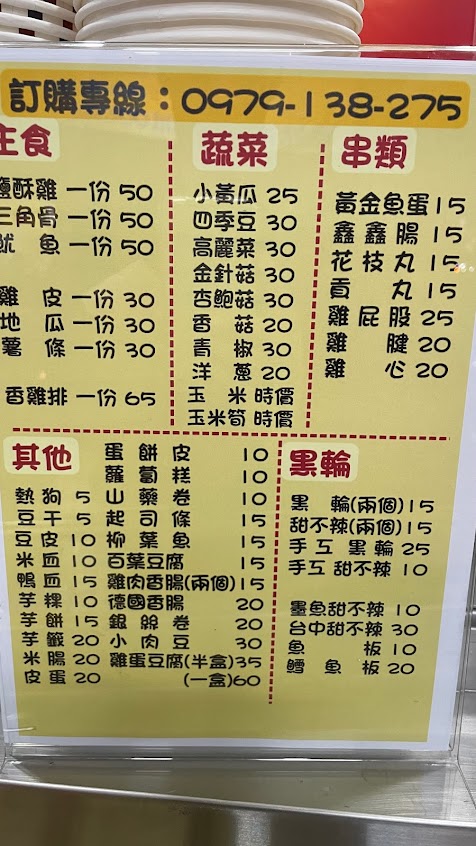 訂購專線：0979-138-275
主食
鹽酥雞 一份 50
三角骨 一份 50
魷魚 一份 50
雞皮 一份 30
地瓜 一份 30
薯條 一份 30
香雞排 一份 65
蔬菜
小黃瓜 25
四季豆 30
高麗菜 30
金針菇 30
杏鮑菇 30
香菇 20
青椒 30
洋蔥 20
玉米 時價
玉米筍 時價
串類
黃金魚蛋 15
鑫鑫腸 15
花枝丸 15
貢丸 15
雞屁股 25
雞腱 20
雞心 20
其他
熱狗 5
豆干 5
豆皮 10
米血 10
鴨血 15
芋粿 10
芋餅 15
芋籤 20
米腸 20
皮蛋 20
蛋餅皮 10
蘿蔔糕 10
山藥卷 10
起司條 15
柳葉魚 15
百葉豆腐 15
雞肉香腸(兩個) 15
德國香腸 20
銀絲卷 20
小肉豆 30
雞蛋豆腐(半盒) 35
(一盒) 60
黑輪
黑輪(兩個) 15
甜不辣(兩個) 15
手工黑輪 25
手工甜不辣 10
墨魚甜不辣 10
台中甜不辣 30
魚板 10
鱈魚板 20